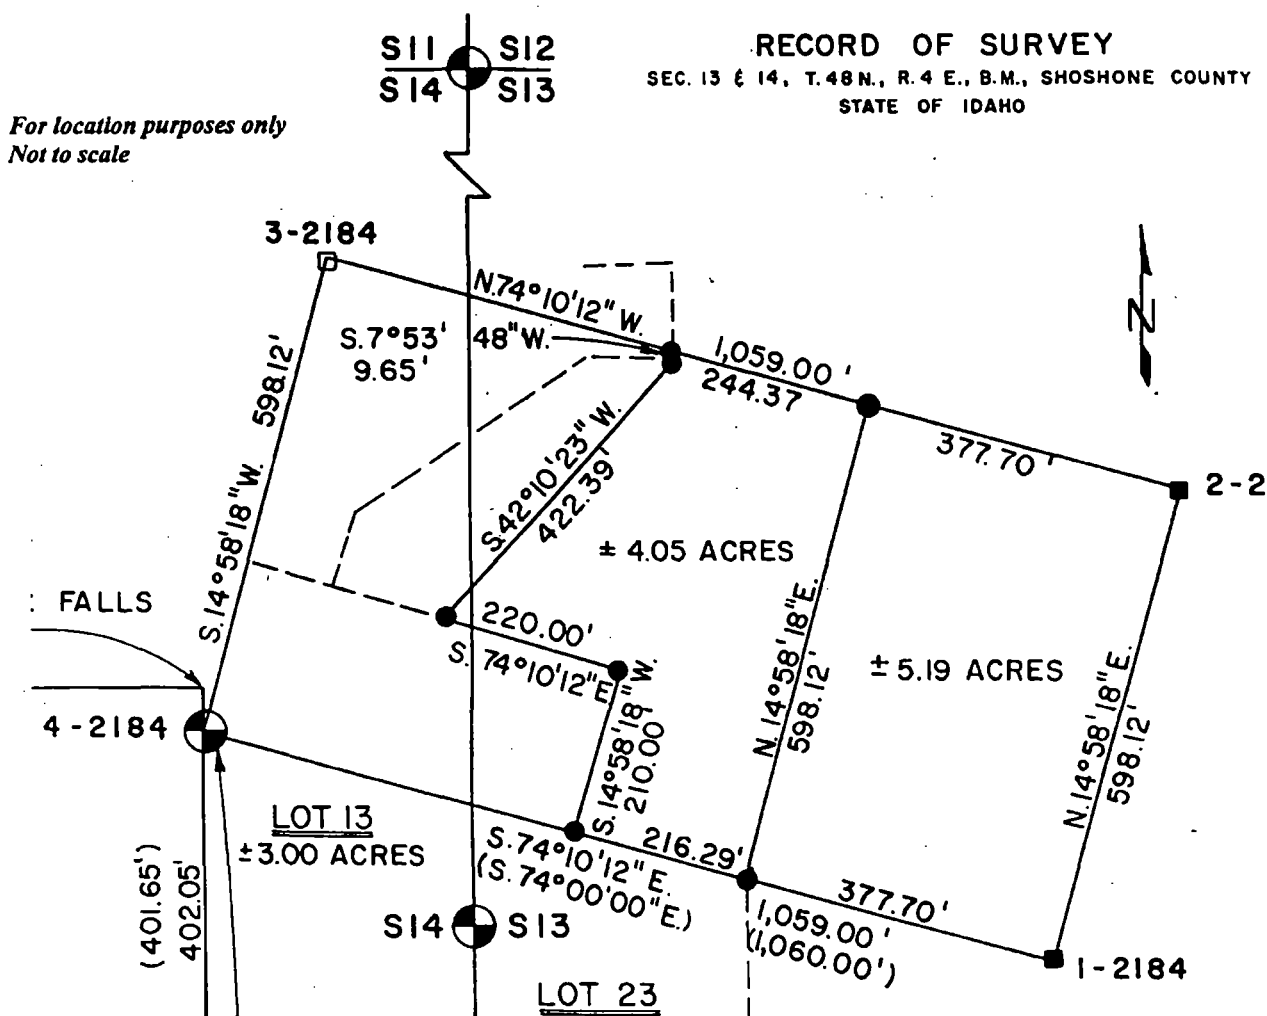 RECORD OF SURVEY
SEC. 13 & 14, T. 48 N., R. 4 E., B.M., SHOSHONE COUNTY
STATE OF IDAHO
S11 S12
S14 S13
For location purposes only
Not to scale
3-2184
N. 74°10'12" W.
1,059.00'
244.37
377.70'
2-2
N
S. 7°53' 48" W.
9.65'
598.12'
S. 14°58'18" W.
S. 42°10'23" W.
422.39'
± 4.05 ACRES
: FALLS
220.00'
S. 74°10'12" E.
S. 14°58'18" W.
210.00'
N. 14°58'18" E.
598.12'
± 5.19 ACRES
N. 14°58'18" E.
598.12'
4-2184
LOT 13
±3.00 ACRES
(401.65')
402.05'
S. 74°10'12" E.
(S. 74°00'00" E.)
216.29'
377.70'
1,059.00'
(1,060.00')
1-2184
S14 S13
LOT 23